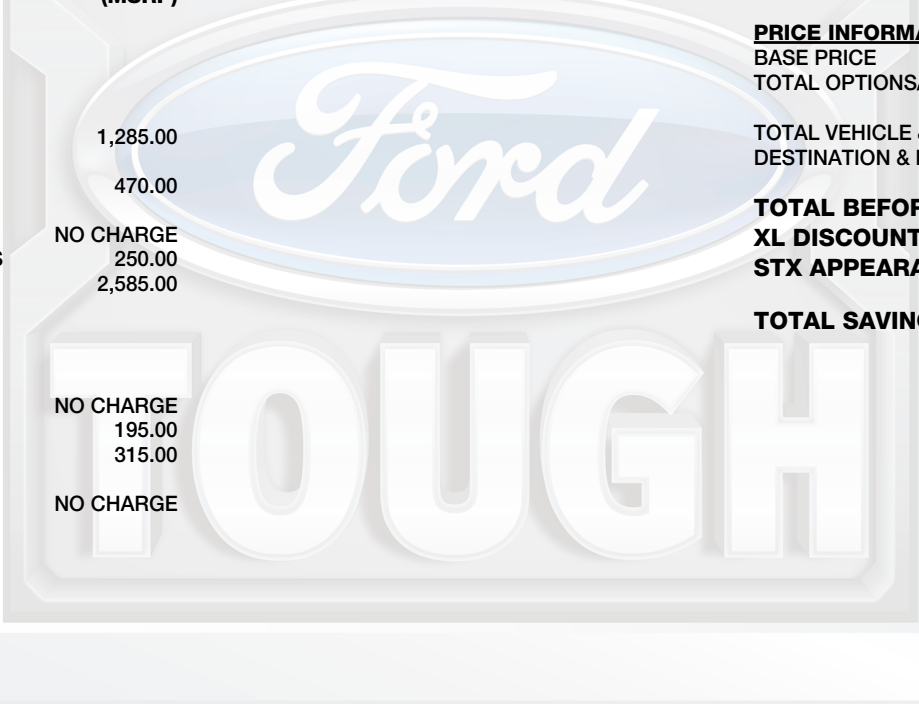 (MSRP)
1,285.00
470.00
NO CHARGE
S 250.00
2,585.00
NO CHARGE
195.00
315.00
NO CHARGE
Ford
TOUGH
PRICE INFORMA
BASE PRICE
TOTAL OPTIONS
TOTAL VEHICLE &
DESTINATION &
TOTAL BEFOR
XL DISCOUNT
STX APPEARA
TOTAL SAVING